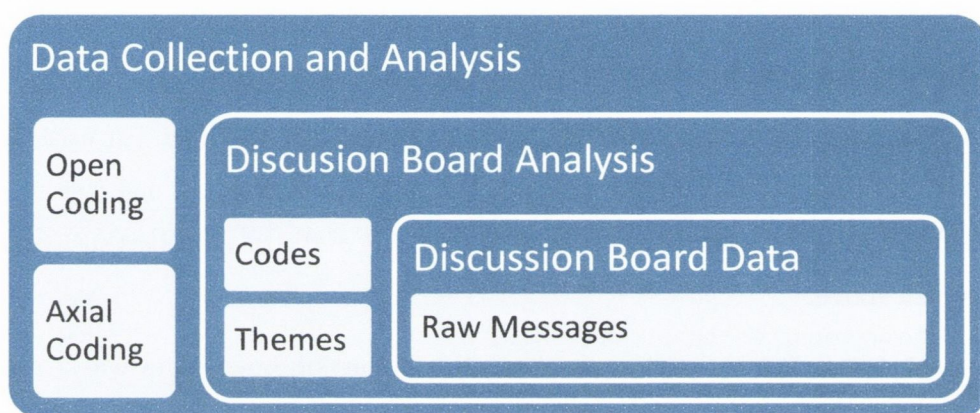 Data Collection and Analysis
Open
Coding
Axial
Coding
Discusion Board Analysis
Codes
Themes
Discussion Board Data
Raw Messages